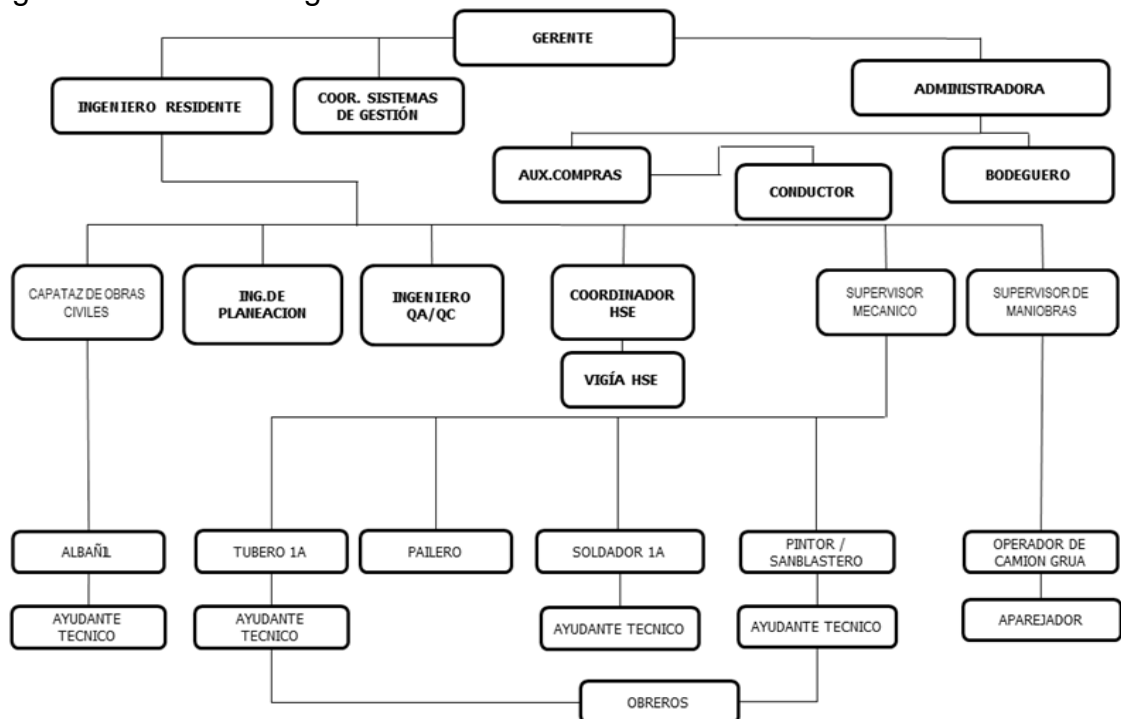 GERENTE
INGENIERO RESIDENTE
COOR. SISTEMAS
DE GESTIÓN
ADMINISTRADORA
AUX.COMPRAS
CONDUCTOR
BODEGUERO
CAPATAZ DE OBRAS
CIVILES
ING.DE
PLANEACION
INGENIERO
QA/QC
COORDINADOR
HSE
SUPERVISOR
MECANICO
SUPERVISOR DE
MANIOBRAS
VIGÍA HSE
ALBAÑIL
TUBERO 1A
PAILERO
SOLDADOR 1A
PINTOR /
SANBLASTERO
OPERADOR DE
CAMION GRUA
AYUDANTE
TECNICO
AYUDANTE
TECNICO
AYUDANTE TECNICO
AYUDANTE TECNICO
APAREJADOR
OBREROS